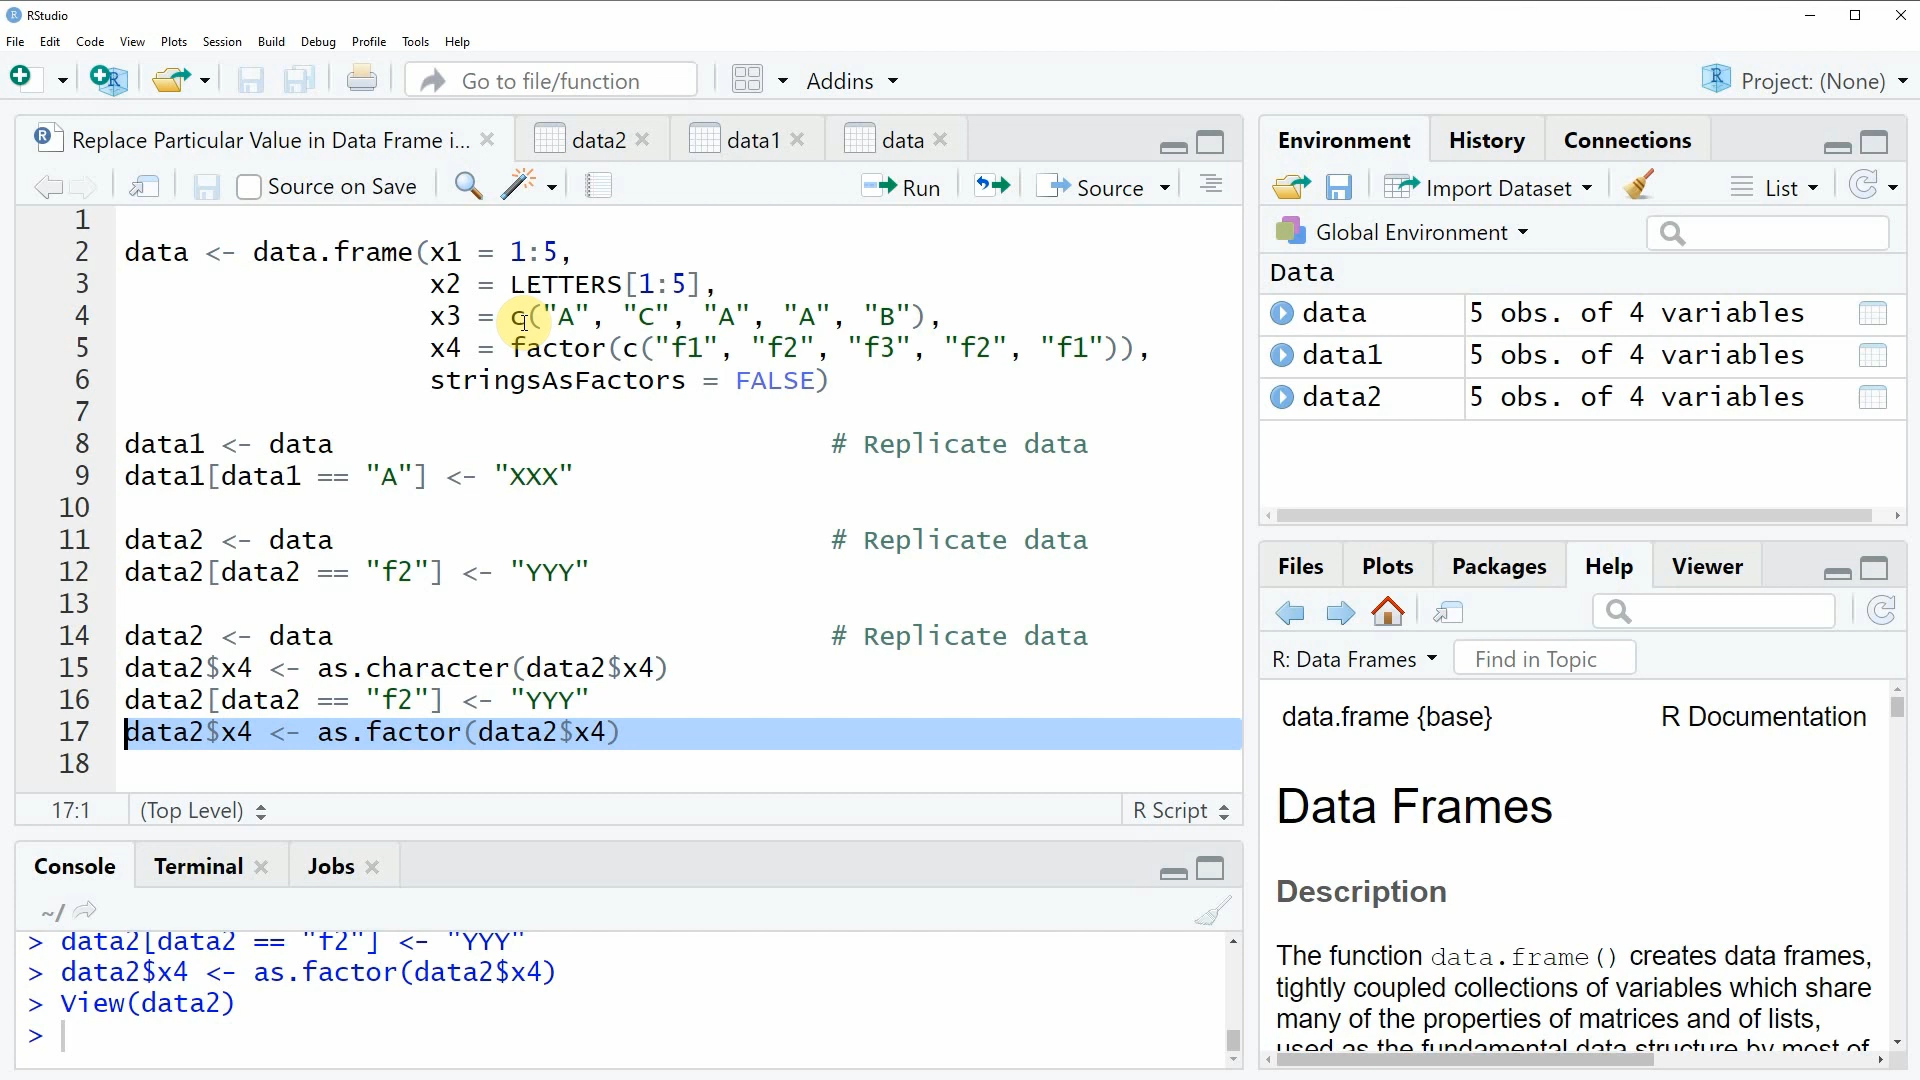 RStudio
File Edit Code View Plots Session Build Debug Profile Tools Help
Go to file/function Addins Project: (None)
Replace Particular Value in Data Frame i... data2 data1 data
Source on Save Run Source
1
2 data <- data.frame(x1 = 1:5,
3 x2 = LETTERS[1:5],
4 x3 = c("A", "C", "A", "A", "B"),
5 x4 = factor(c("f1", "f2", "f3", "f2", "f1")),
6 stringsAsFactors = FALSE)
7
8 data1 <- data # Replicate data
9 data1[data1 == "A"] <- "XXX"
10
11 data2 <- data # Replicate data
12 data2[data2 == "f2"] <- "YYY"
13
14 data2 <- data # Replicate data
15 data2$x4 <- as.character(data2$x4)
16 data2[data2 == "f2"] <- "YYY"
17 data2$x4 <- as.factor(data2$x4)
18
17:1 (Top Level) R Script
Console Terminal Jobs
~/
> data2[data2 == "f2"] <- "YYY"
> data2$x4 <- as.factor(data2$x4)
> View(data2)
>
Environment History Connections
Import Dataset List
Global Environment
Data
data 5 obs. of 4 variables
data1 5 obs. of 4 variables
data2 5 obs. of 4 variables
Files Plots Packages Help Viewer
R: Data Frames Find in Topic
data.frame {base} R Documentation
Data Frames
Description
The function data.frame() creates data frames,
tightly coupled collections of variables which share
many of the properties of matrices and of lists,
used as the fundamental data structure by most of